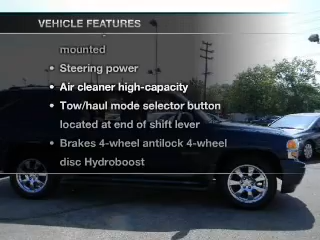 VEHICLE FEATURES
mounted
• Steering power
• Air cleaner high-capacity
• Tow/haul mode selector button
located at end of shift lever
• Brakes 4-wheel antilock 4-wheel
disc Hydroboost